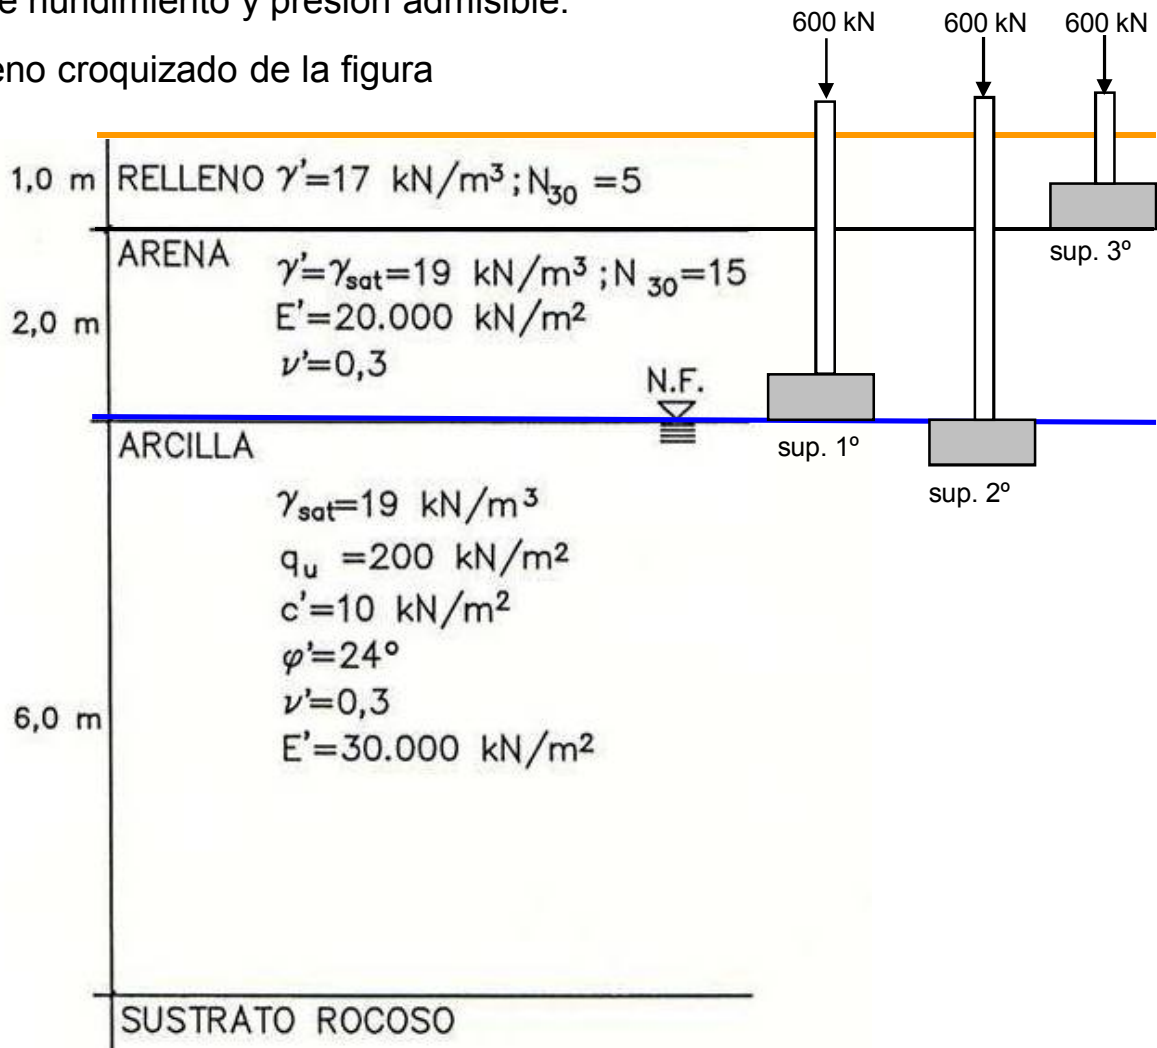 e hundimiento y presión admisible.
eno croquizado de la figura
600 kN 600 kN 600 kN
1,0 m RELLENO γ'=17 kN/m³; N₃₀ =5
sup. 3º
ARENA γ'=γsat=19 kN/m³; N ₃₀=15
2,0 m E'=20.000 kN/m²
ν'=0,3
N.F.
ARCILLA
sup. 1º
sup. 2º
γsat=19 kN/m³
qu =200 kN/m²
c'=10 kN/m²
φ'=24°
ν'=0,3
6,0 m
E'=30.000 kN/m²
SUSTRATO ROCOSO